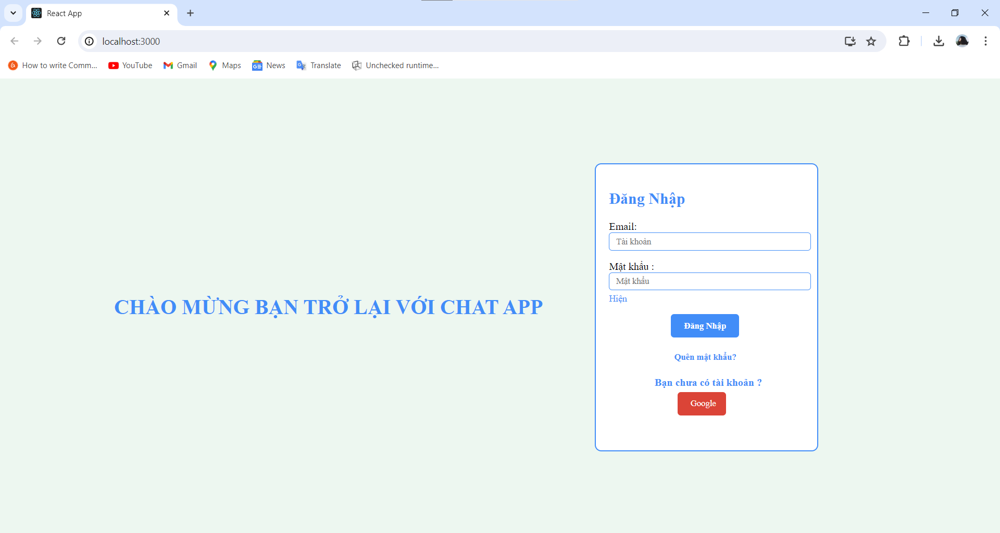 React App
localhost:3000
How to write Comm...
YouTube
Gmail
Maps
News
Translate
Unchecked runtime...
CHÀO MỪNG BẠN TRỞ LẠI VỚI CHAT APP
Đăng Nhập
Email:
Tài khoản
Mật khẩu :
Mật khẩu
Hiện
Đăng Nhập
Quên mật khẩu?
Bạn chưa có tài khoản ?
Google